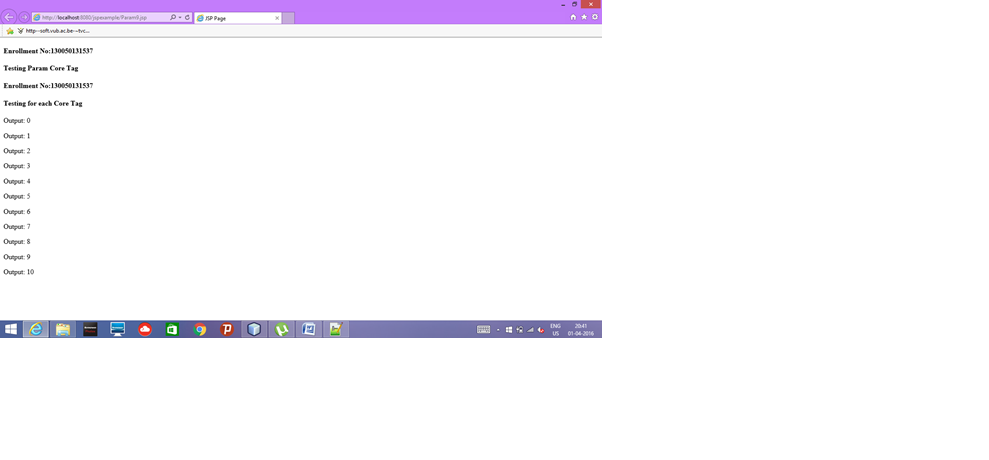 http://localhost:8080/jspexample/Param9.jsp
JSP Page
http--soft.vub.ac.be-~tvc...
Enrollment No:130050131537
Testing Param Core Tag
Enrollment No:130050131537
Testing for each Core Tag
Output: 0
Output: 1
Output: 2
Output: 3
Output: 4
Output: 5
Output: 6
Output: 7
Output: 8
Output: 9
Output: 10
ENG
US
20:41
01-04-2016